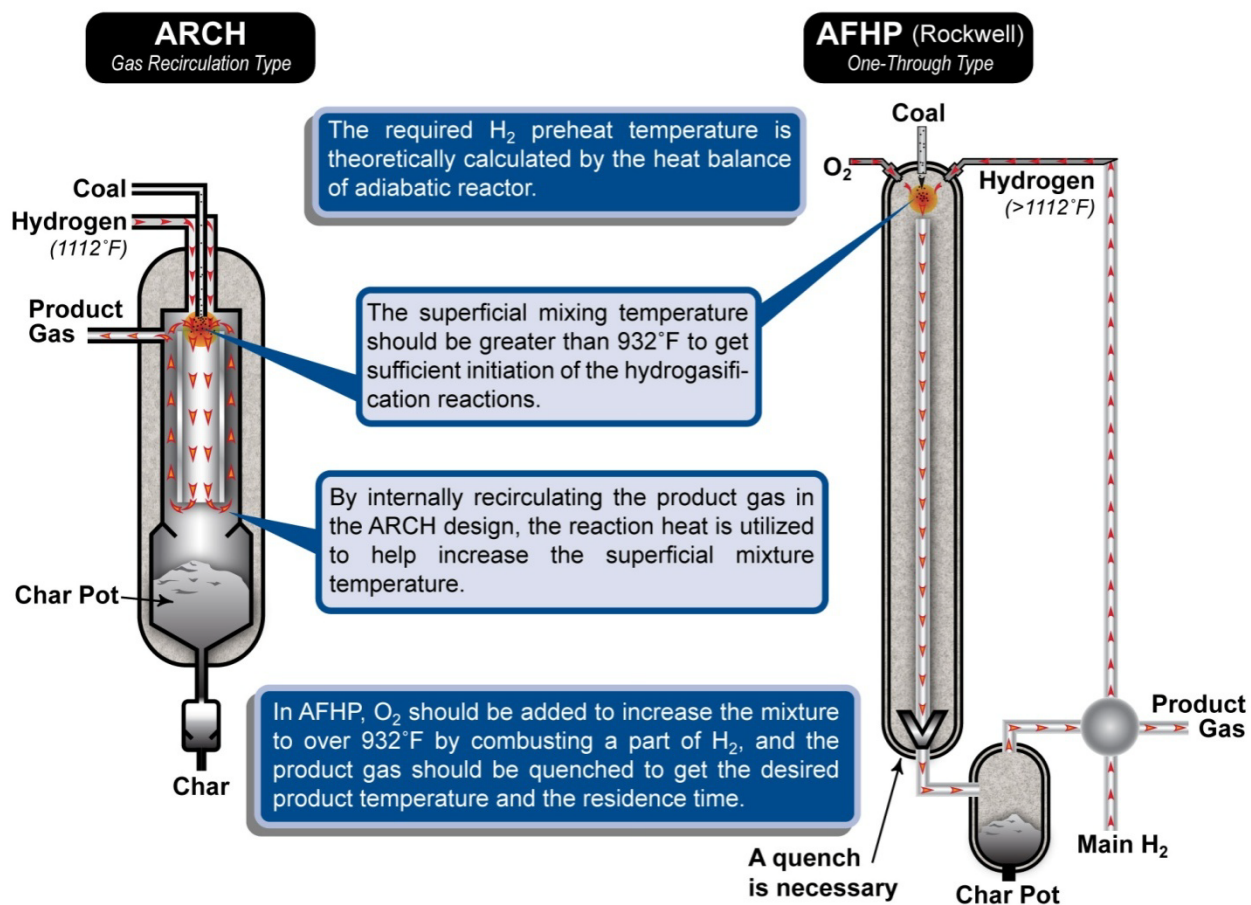 ARCH
Gas Recirculation Type
AFHP (Rockwell)
One-Through Type
The required H₂ preheat temperature is
theoretically calculated by the heat balance
of adiabatic reactor.
Coal
Hydrogen
(1112˚F)
Product
Gas
Coal
O₂
Hydrogen
(>1112˚F)
The superficial mixing temperature
should be greater than 932˚F to get
sufficient initiation of the hydrogasifi-
cation reactions.
By internally recirculating the product gas in
the ARCH design, the reaction heat is utilized
to help increase the superficial mixture
temperature.
Char Pot
Char
In AFHP, O₂ should be added to increase the mixture
to over 932˚F by combusting a part of H₂, and the
product gas should be quenched to get the desired
product temperature and the residence time.
Product
Gas
Main H₂
A quench
is necessary
Char Pot